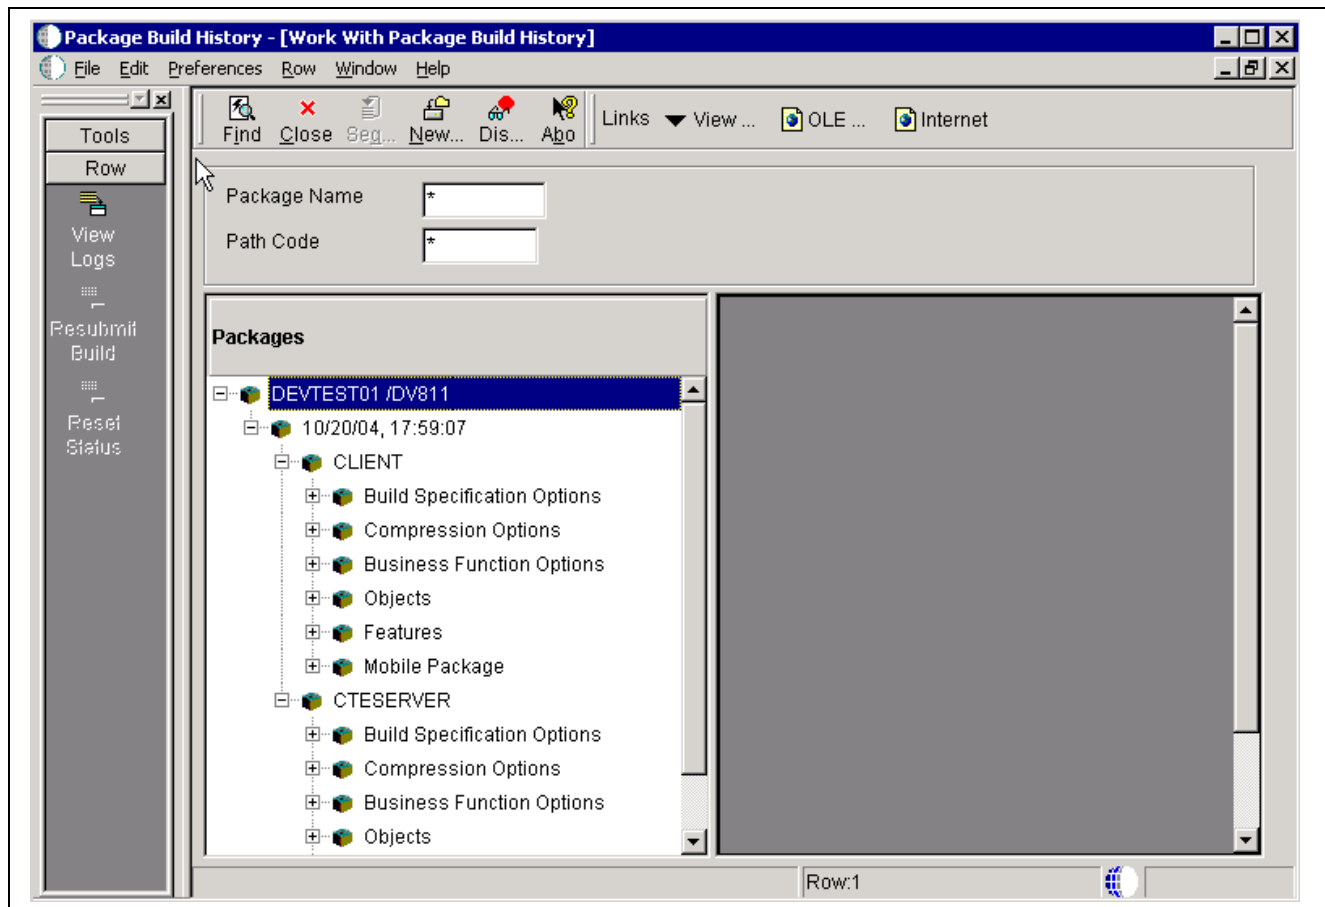 Package Build History - [Work With Package Build History]
File Edit Preferences Row Window Help
Tools
Row
View
Logs
Resubmit
Build
Reset
Status
Find Close Seq... New... Dis... Abo Links View ... OLE ... Internet
Package Name *
Path Code *
Packages
DEVTEST01 /DV811
10/20/04, 17:59:07
CLIENT
Build Specification Options
Compression Options
Business Function Options
Objects
Features
Mobile Package
CTESERVER
Build Specification Options
Compression Options
Business Function Options
Objects
Row:1